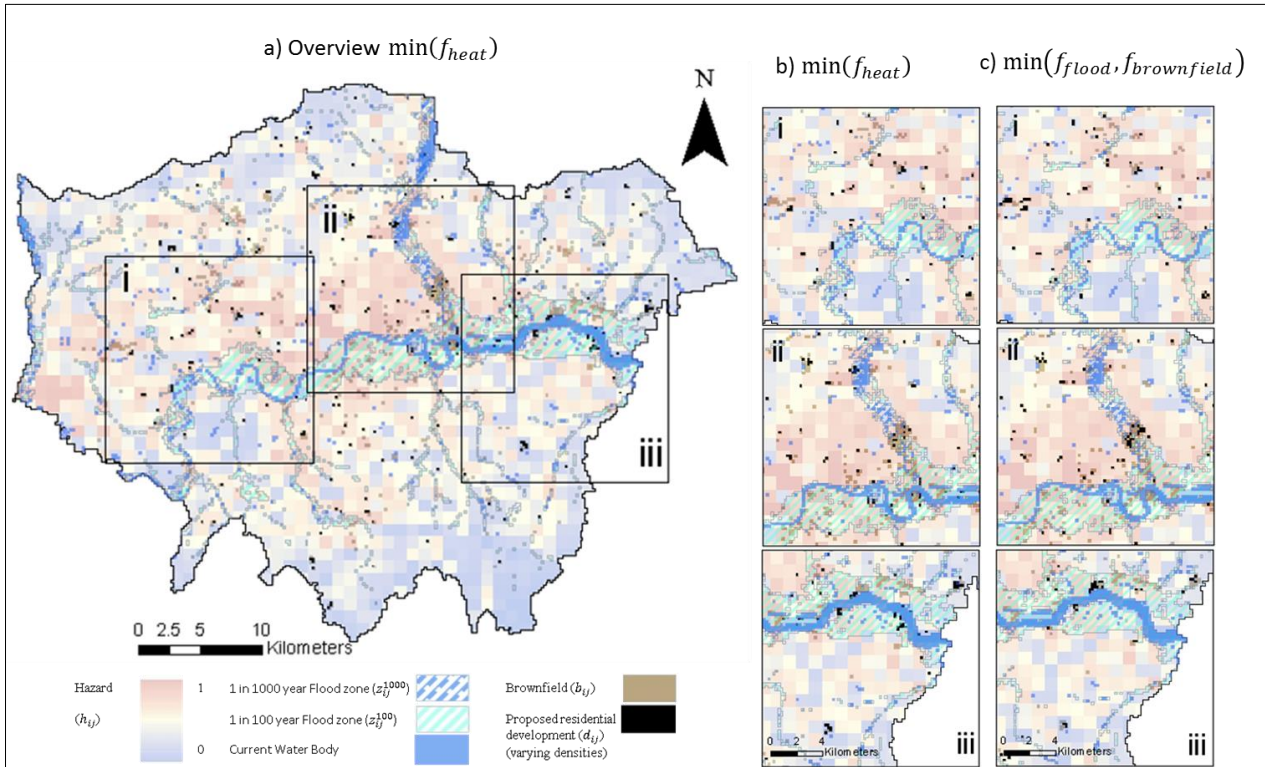 a) Overview min(f_heat)
b) min(f_heat)
c) min(f_flood, f_brownfield)
N
i
ii
iii
i
i
ii
ii
iii
iii
0 2.5 5 10
Kilometers
0 2 4
Kilometers
0 2 4
Kilometers
Hazard
(h_ij)
1
0
1 in 1000 year Flood zone (z_ij^1000)
1 in 100 year Flood zone (z_ij^100)
Current Water Body
Brownfield (b_ij)
Proposed residential
development (d_ij)
(varying densities)